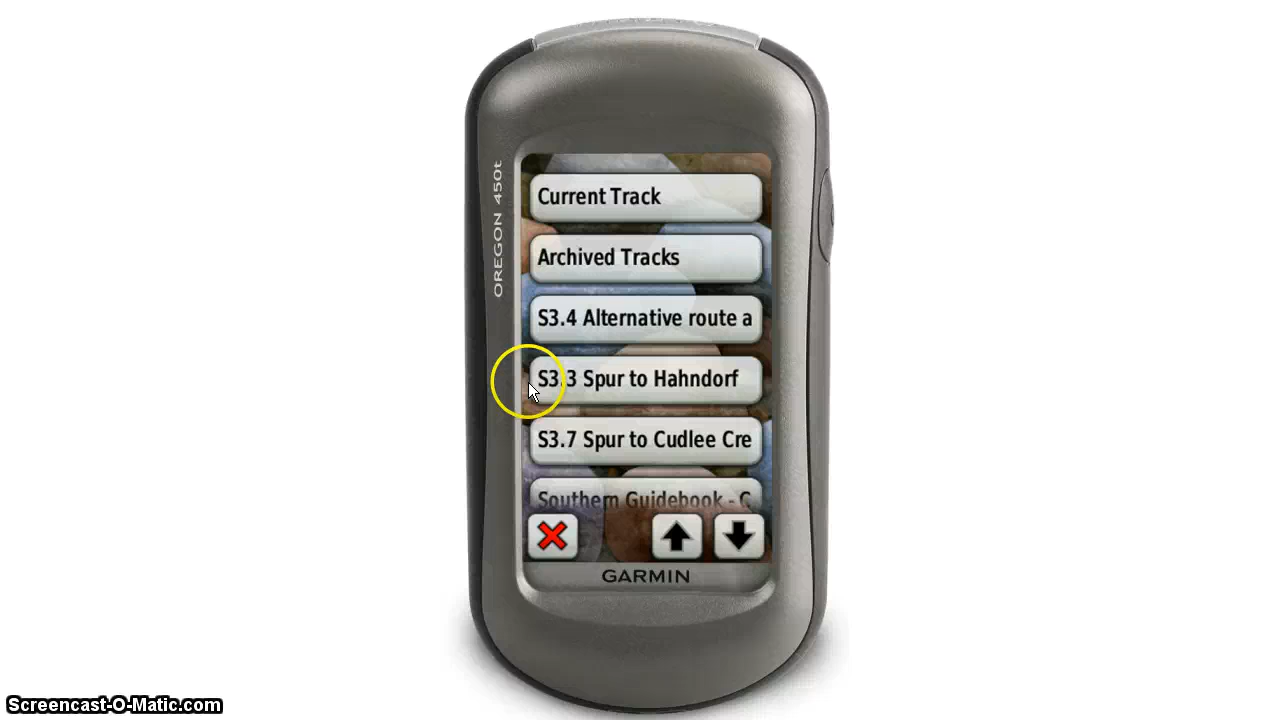 OREGON 450t
Current Track
Archived Tracks
S3.4 Alternative route a
S3.3 Spur to Hahndorf
S3.7 Spur to Cudlee Cre
Southern Guidebook - C
GARMIN
Screencast-O-Matic.com